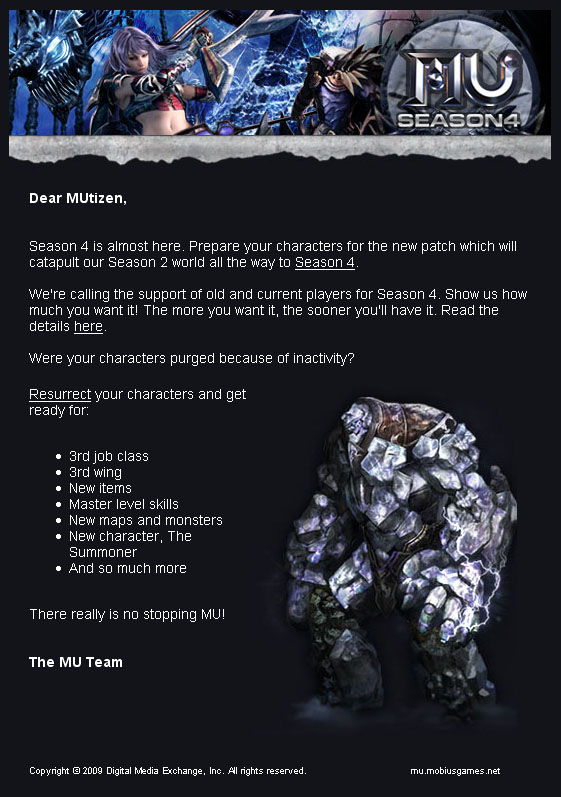 MU
SEASON4
Dear MUtizen,
Season 4 is almost here. Prepare your characters for the new patch which will
catapult our Season 2 world all the way to Season 4.
We're calling the support of old and current players for Season 4. Show us how
much you want it! The more you want it, the sooner you'll have it. Read the
details here.
Were your characters purged because of inactivity?
Resurrect your characters and get
ready for:
• 3rd job class
• 3rd wing
• New items
• Master level skills
• New maps and monsters
• New character, The
Summoner
• And so much more
There really is no stopping MU!
The MU Team
Copyright © 2009 Digital Media Exchange, Inc. All rights reserved.
mu.mobiusgames.net